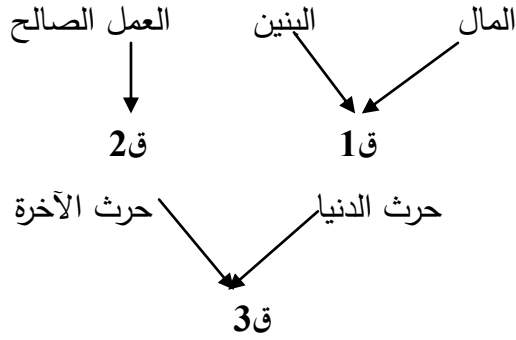 المال البنين العمل الصالح
ق1 ق2
حرث الدنيا حرث الآخرة
ق3